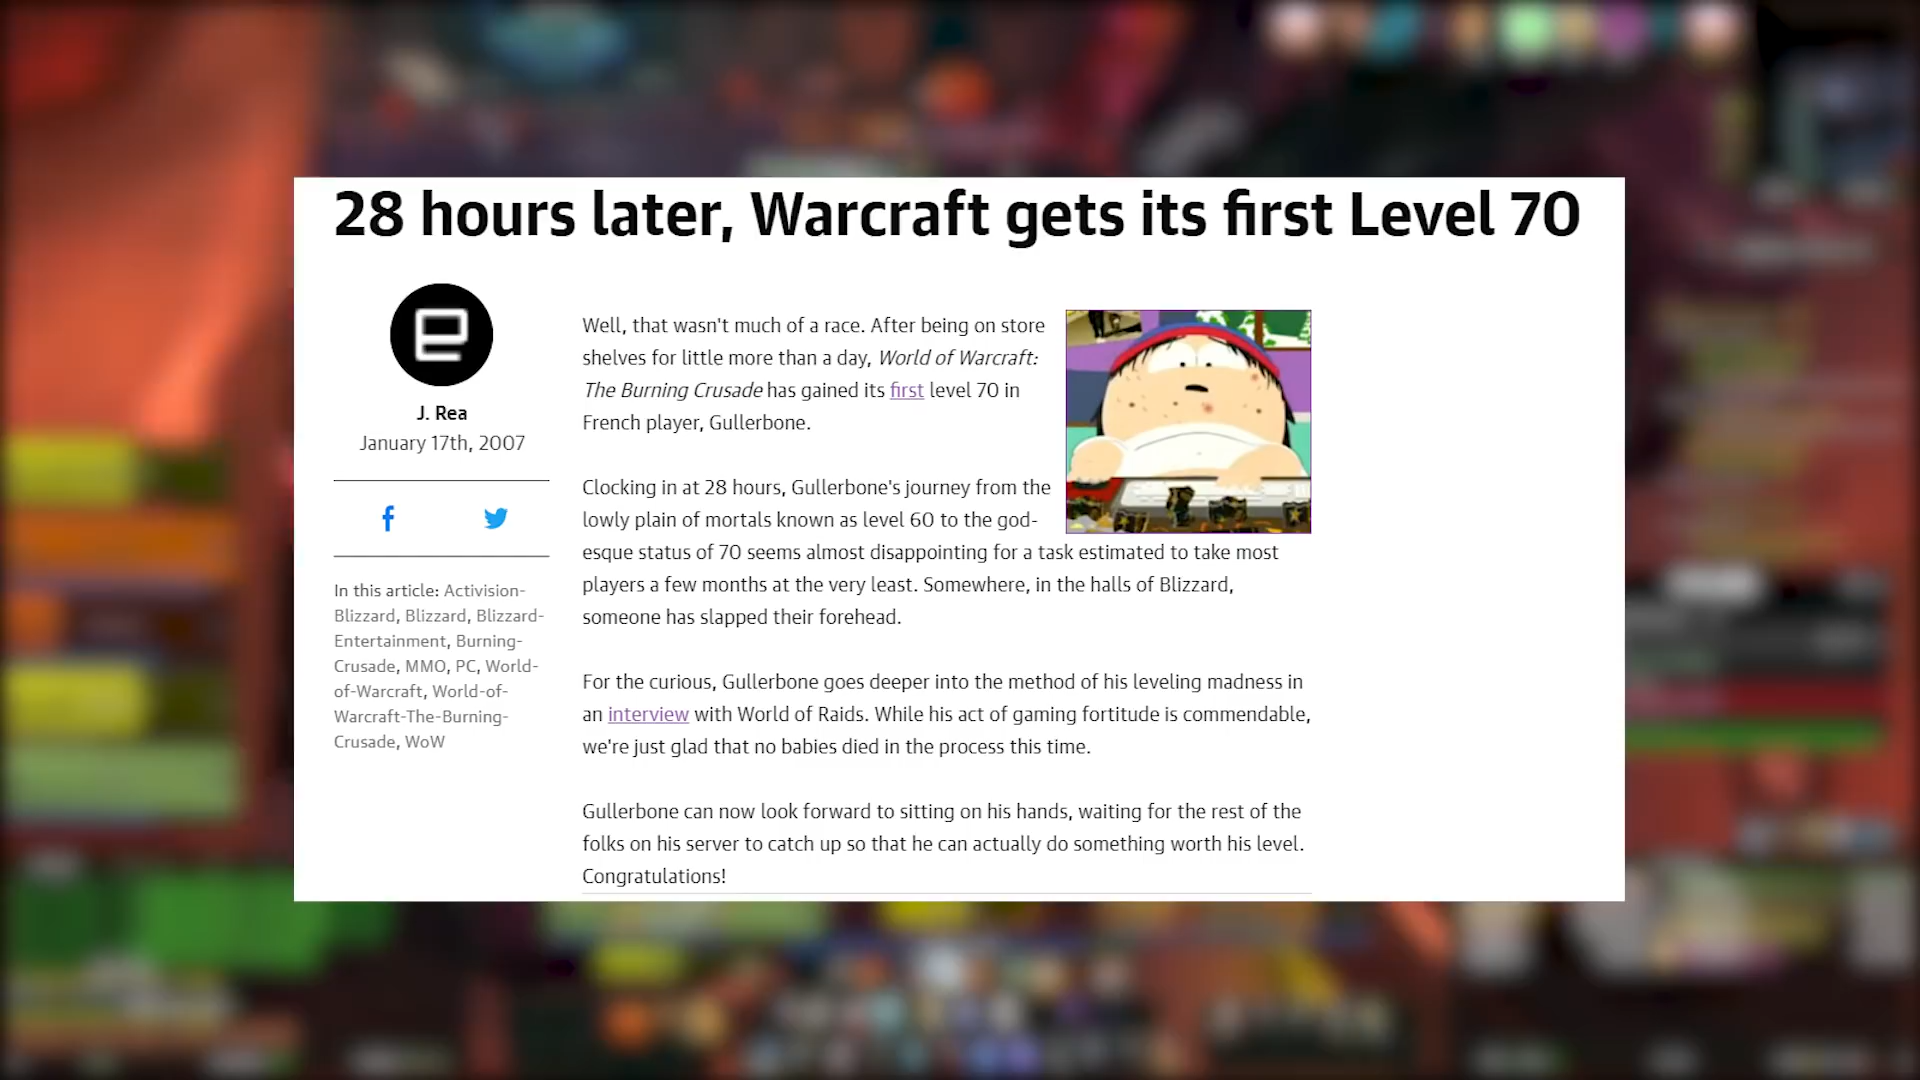 28 hours later, Warcraft gets its first Level 70
J. Rea
January 17th, 2007
In this article: Activision-
Blizzard, Blizzard, Blizzard-
Entertainment, Burning-
Crusade, MMO, PC, World-
of-Warcraft, World-of-
Warcraft-The-Burning-
Crusade, WoW
Well, that wasn't much of a race. After being on store
shelves for little more than a day, World of Warcraft:
The Burning Crusade has gained its first level 70 in
French player, Gullerbone.
Clocking in at 28 hours, Gullerbone's journey from the
lowly plain of mortals known as level 60 to the god-
esque status of 70 seems almost disappointing for a task estimated to take most
players a few months at the very least. Somewhere, in the halls of Blizzard,
someone has slapped their forehead.
For the curious, Gullerbone goes deeper into the method of his leveling madness in
an interview with World of Raids. While his act of gaming fortitude is commendable,
we're just glad that no babies died in the process this time.
Gullerbone can now look forward to sitting on his hands, waiting for the rest of the
folks on his server to catch up so that he can actually do something worth his level.
Congratulations!